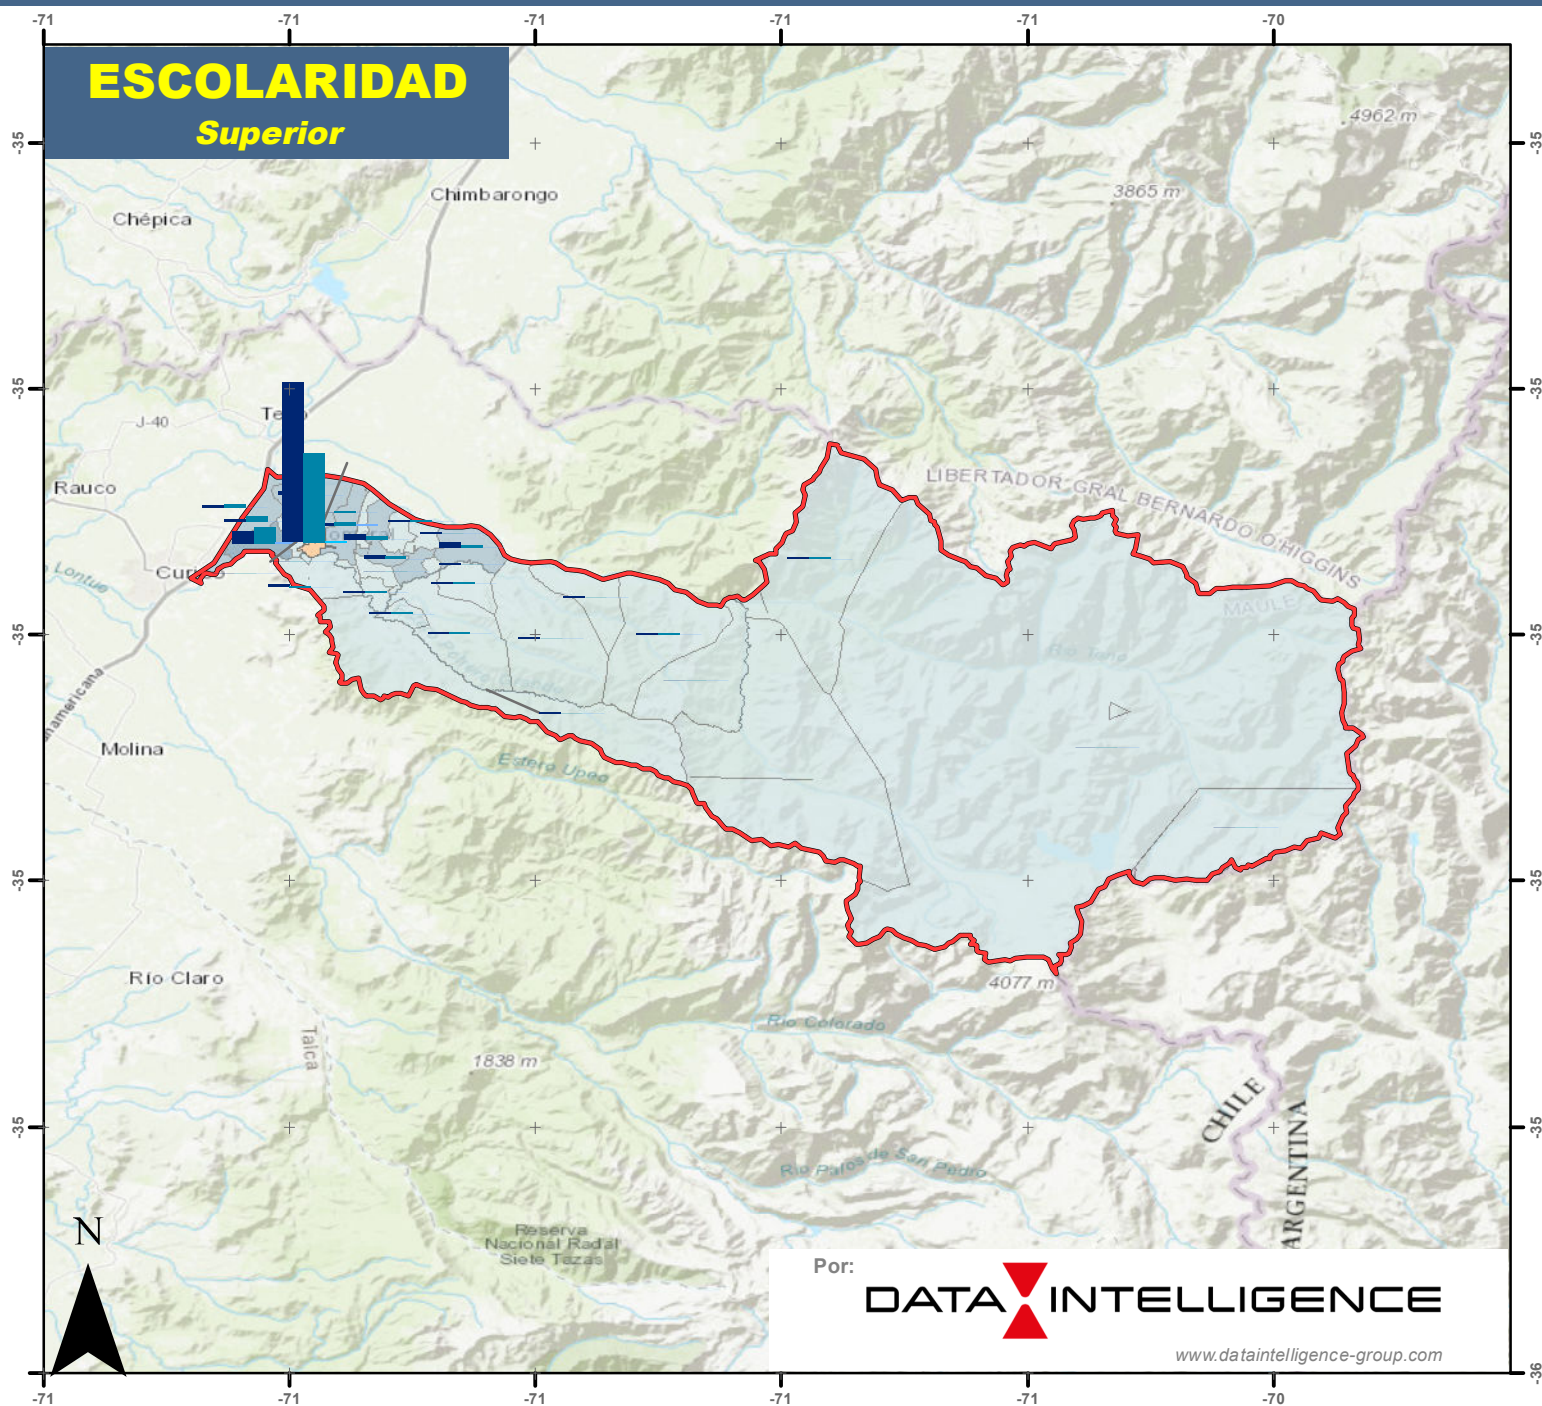 -71
-71
-71
-71
-71
-70
ESCOLARIDAD
Superior
4962 m
-35
-35
3865 m
Chimbarongo
Chépica
-35
-35
J-40
Rauco
LIBERTADOR GRAL BERNARDO O'HIGGINS
Lontue
MAULE
-35
-35
Río Teno
Molina
Estero Upeo
-35
-35
Río Claro
4077 m
Río Colorado
Talca
1838 m
CHILE
ARGENTINA
-35
-35
Río Palos de San Pedro
N
Reserva
Nacional Radal
Siete Tazas
Por:
DATA INTELLIGENCE
www.dataintelligence-group.com
-36
-71
-71
-71
-71
-71
-70